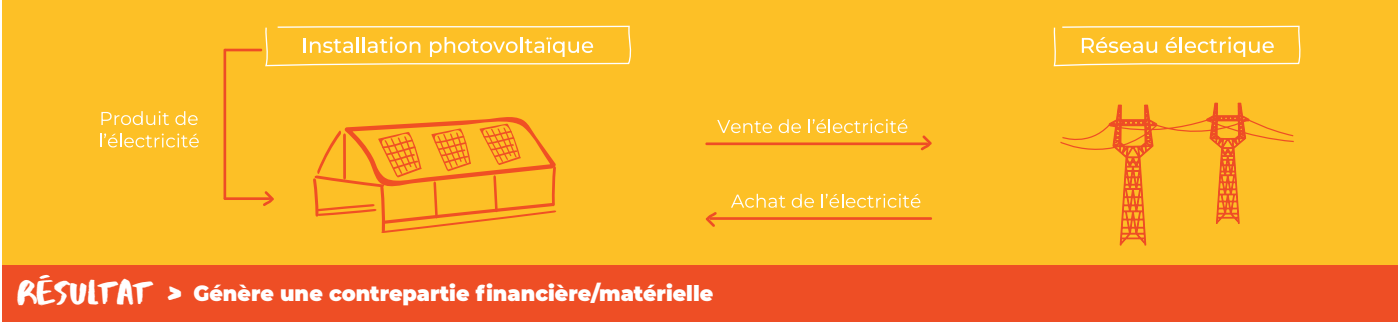 Installation photovoltaïque
Réseau électrique
Produit de
l'électricité
Vente de l'électricité
Achat de l'électricité
RÉSULTAT > Génère une contrepartie financière/matérielle